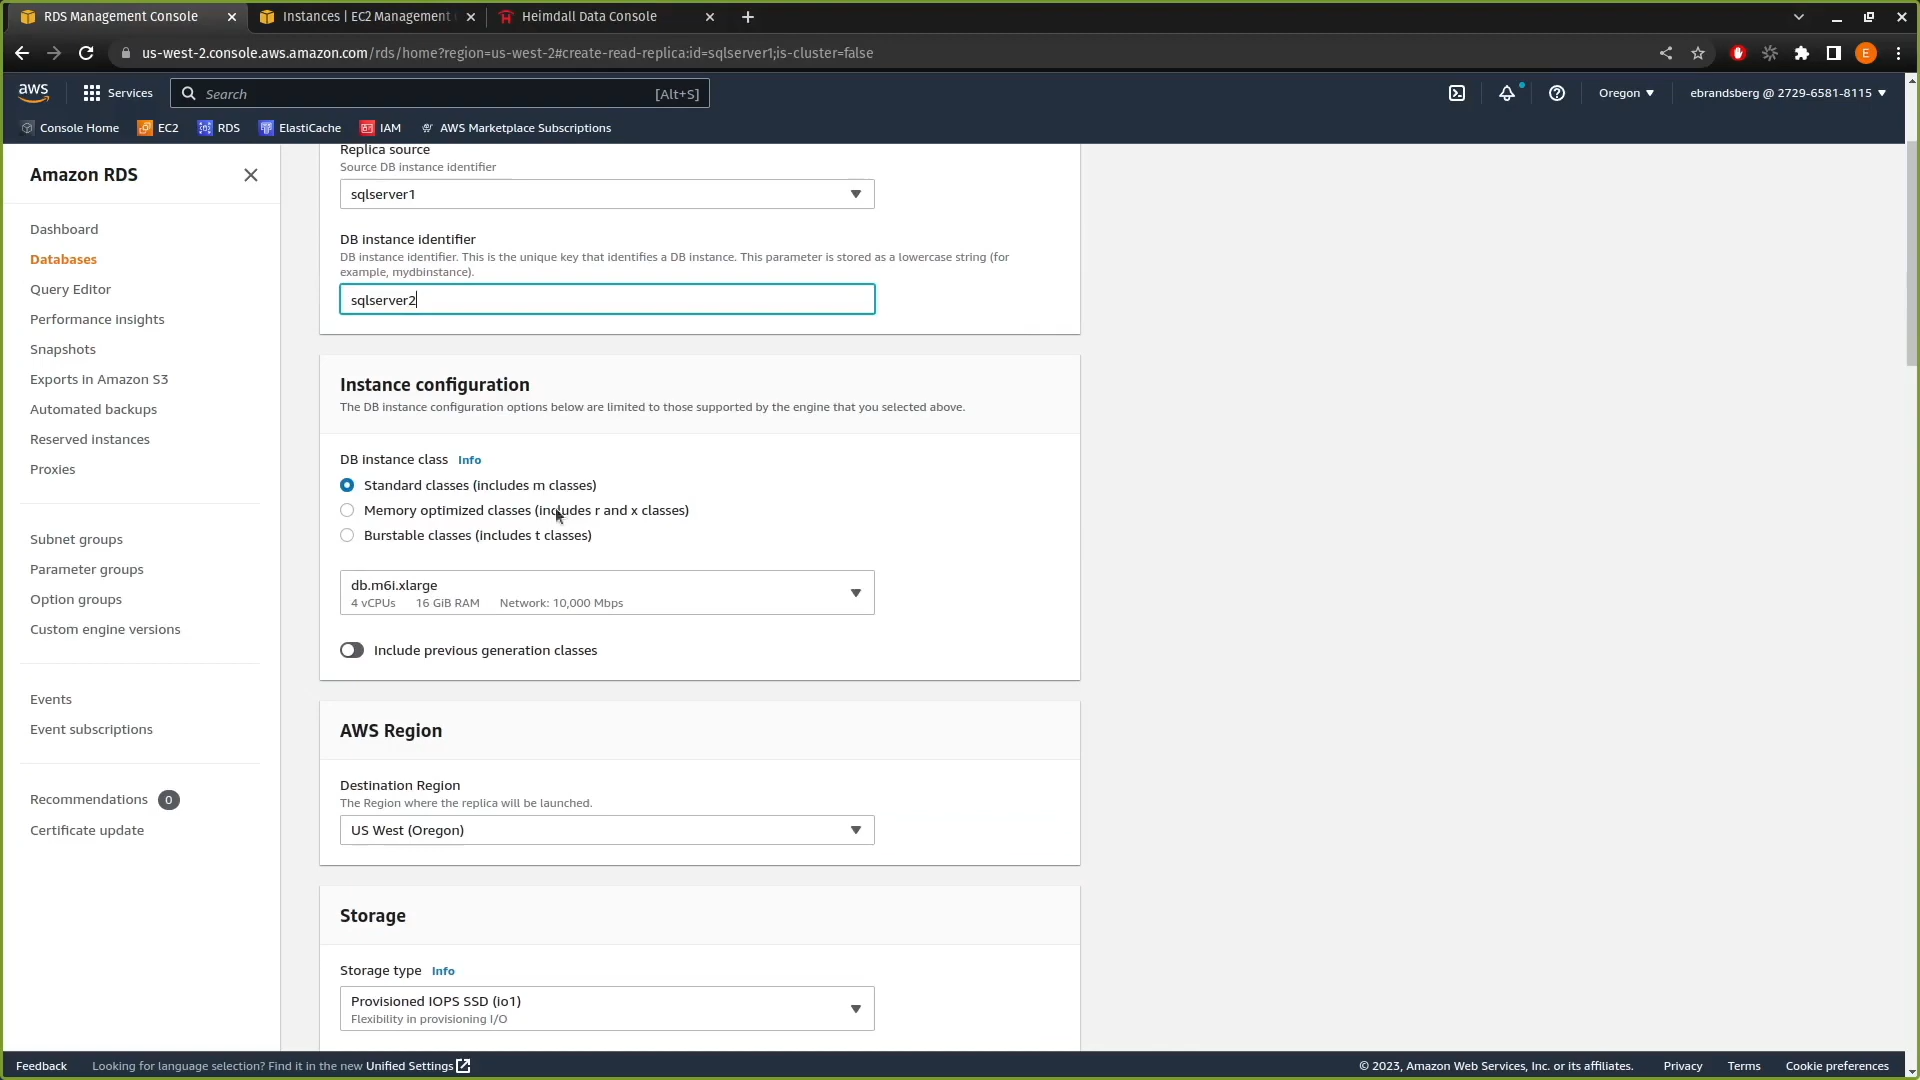 RDS Management Console
Instances | EC2 Management
Heimdall Data Console
us-west-2.console.aws.amazon.com/rds/home?region=us-west-2#create-read-replica:id=sqlserver1;is-cluster=false
E
aws
Services
Search
[Alt+S]
Oregon
ebrandsberg @ 2729-6581-8115
Console Home
EC2
RDS
ElastiCache
IAM
AWS Marketplace Subscriptions
Amazon RDS
Dashboard
Databases
Query Editor
Performance insights
Snapshots
Exports in Amazon S3
Automated backups
Reserved instances
Proxies
Subnet groups
Parameter groups
Option groups
Custom engine versions
Events
Event subscriptions
Recommendations 0
Certificate update
Replica source
Source DB instance identifier
sqlserver1
DB instance identifier
DB instance identifier. This is the unique key that identifies a DB instance. This parameter is stored as a lowercase string (for
example, mydbinstance).
sqlserver2
Instance configuration
The DB instance configuration options below are limited to those supported by the engine that you selected above.
DB instance class Info
Standard classes (includes m classes)
Memory optimized classes (includes r and x classes)
Burstable classes (includes t classes)
db.m6i.xlarge
4 vCPUs 16 GiB RAM Network: 10,000 Mbps
Include previous generation classes
AWS Region
Destination Region
The Region where the replica will be launched.
US West (Oregon)
Storage
Storage type Info
Provisioned IOPS SSD (io1)
Flexibility in provisioning I/O
Feedback
Looking for language selection? Find it in the new Unified Settings
© 2023, Amazon Web Services, Inc. or its affiliates.
Privacy
Terms
Cookie preferences